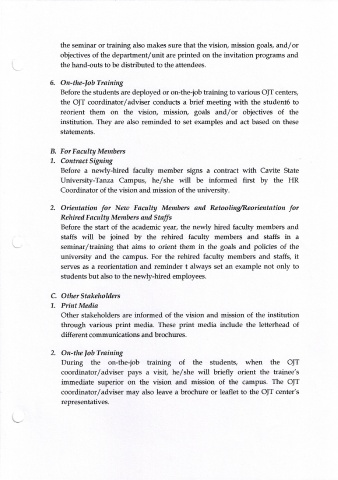 the seminar or training also makes sure that the vision, mission goals, and/or
objectives of the department/unit are printed on the invitation programs and
the hand-outs to be distributed to the attendees.
6. On-the-Job Training
Before the students are deployed or on-the-job training to various OJT centers,
the OJT coordinator/adviser conducts a brief meeting with the student6 to
reorient them on the vision, mission, goals and/or objectives of the
institution. They are also reminded to set examples and act based on these
statements.
B. For Faculty Members
1. Contract Signing
Before a newly-hired faculty member signs a contract with Cavite State
University-Tanza Campus, he/she will be informed first by the HR
Coordinator of the vision and mission of the university.
2. Orientation for New Faculty Members and Retooling/Reorientation for
Rehired Faculty Members and Staffs
Before the start of the academic year, the newly hired faculty members and
staffs will be joined by the rehired faculty members and staffs in a
seminar/training that aims to orient them in the goals and policies of the
university and the campus. For the rehired faculty members and staffs, it
serves as a reorientation and reminder t always set an example not only to
students but also to the newly-hired employees.
C. Other Stakeholders
1. Print Media
Other stakeholders are informed of the vision and mission of the institution
through various print media. These print media include the letterhead of
different communications and brochures.
2. On-the Job Training
During the on-the-job training of the students, when the OJT
coordinator/adviser pays a visit, he/she will briefly orient the trainee's
immediate superior on the vision and mission of the campus. The OJT
coordinator/adviser may also leave a brochure or leaflet to the OJT center's
representatives.